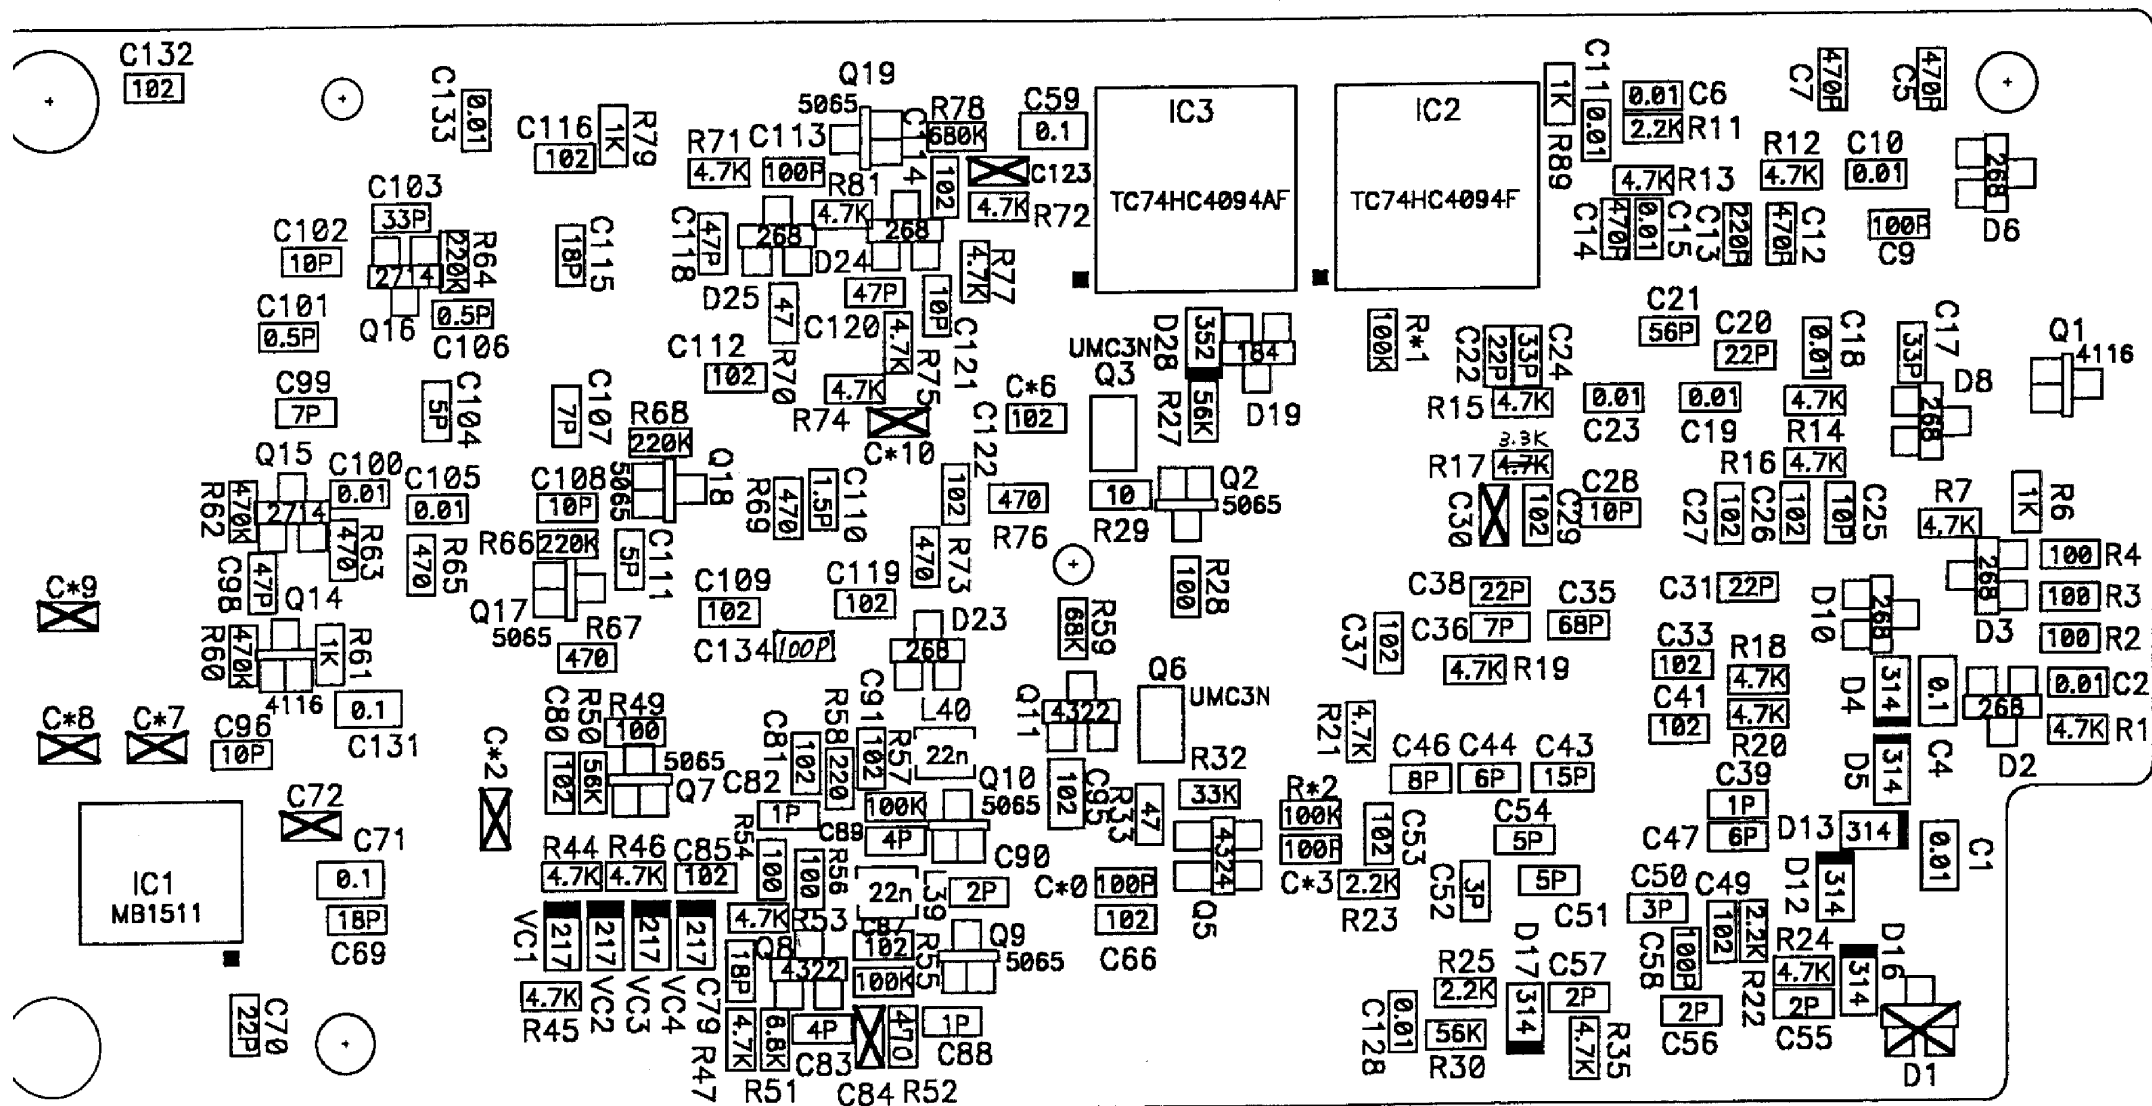 C132
102
C133
0.01
C116
102
R79
1K
Q19
5065
R71
4.7K
C113
100P
C114
102
R78
680K
C59
0.1
C123
R81
4.7K
4.7K
R72
IC3
TC74HC4094AF
IC2
TC74HC4094F
1K
R89
C11
0.01
0.01
C6
2.2K
R11
C7
470P
C5
470P
R12
4.7K
C10
0.01
268
D6
4.7K
R13
C14
470P
0.01
C15
C13
220P
470P
C12
100P
C9
C103
33P
C102
10P
2714
Q16
220K
R64
C101
0.5P
0.5P
C106
18P
C115
C118
47P
268
D25
268
D24
47P
C120
10P
C121
4.7K
R77
47
R70
4.7K
R75
C112
102
4.7K
R74
C*10
C99
7P
5P
C104
7P
C107
R68
220K
C*6
102
UMC3N
Q3
D28
352
184
D19
R27
56K
100K
R*1
C22
22P
33P
C24
C21
56P
C20
22P
0.01
C18
C17
33P
Q1
4116
D8
268
R15
4.7K
0.01
C23
0.01
C19
4.7K
R14
3.3K
R17
4.7K
R16
4.7K
Q15
2714
R62
470K
C100
0.01
470
R63
C105
0.01
470
R65
C108
10P
5065
Q18
R66
220K
5P
C111
R69
470
1.5P
C110
C122
102
470
R76
10
R29
Q2
5065
C30
102
C29
C28
10P
C27
102
C26
102
10P
C25
R7
4.7K
1K
R6
C*9
C98
47P
Q14
R60
470K
1K
R61
4116
Q17
5065
R67
470
C109
102
C119
102
470
R73
D23
268
C134
100P
68K
R59
100
R28
C38
22P
C35
68P
C36
7P
C37
102
4.7K
R19
C31
22P
D10
268
268
D3
100
R4
100
R3
100
R2
C33
102
R18
4.7K
C41
102
4.7K
R20
D4
314
0.1
C4
268
D2
0.01
C2
4.7K
R1
C*8
C*7
C96
10P
0.1
C131
C*2
C80
102
R50
56K
R49
100
5065
Q7
C81
102
R58
220
C91
102
R57
100K
L40
22n
Q10
5065
Q11
4322
102
C95
Q6
UMC3N
R21
4.7K
R33
47
R32
33K
C46
8P
C44
6P
C43
15P
C39
1P
C47
6P
D5
314
D13
314
0.01
C1
IC1
MB1511
C72
C71
0.1
18P
C69
22P
C70
C82
1P
C89
4P
R54
100
100
R56
R44
4.7K
R46
4.7K
C85
102
22n
L39
C90
2P
R*2
100K
100P
C*3
102
C53
C54
5P
5P
C51
C52
3P
C*0
100P
102
C66
4324
Q5
2.2K
R23
C50
3P
C49
102
2.2K
R22
D12
314
VC1
217
VC2
217
VC3
217
VC4
217
4.7K
R53
C87
102
Q8
4322
18P
C79
100K
R55
Q9
5065
4.7K
R45
4.7K
R47
6.8K
R51
4P
C83
C84
470
R52
1P
C88
R25
2.2K
D17
314
C57
2P
C58
100P
R24
4.7K
D16
314
C128
0.01
56K
R30
4.7K
R35
2P
C56
2P
C55
D1